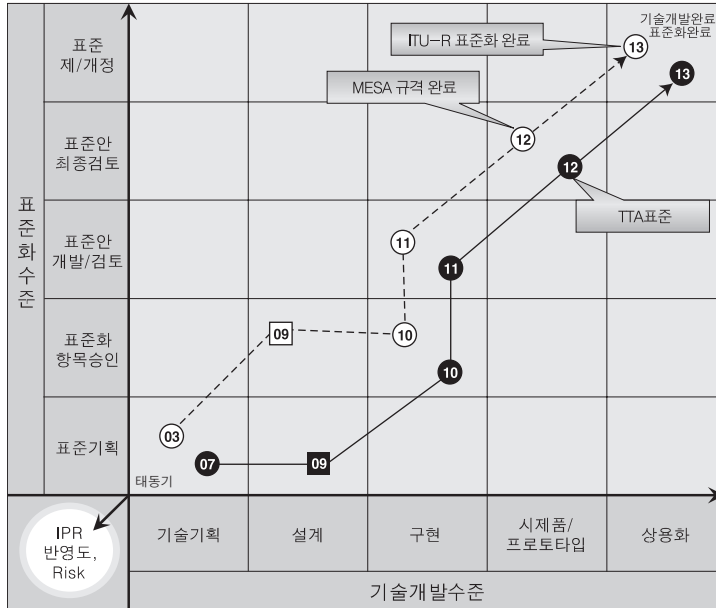 기술개발완료
표준화완료
표준
제/개정
ITU-R 표준화 완료
13
13
MESA 규격 완료
표준안
최종검토
12
12
TTA표준
표준화수준
표준안
개발/검토
11
11
표준화
항목승인
09
10
10
표준기획
03
07
09
태동기
IPR
반영도,
Risk
기술기획
설계
구현
시제품/
프로토타입
상용화
기술개발수준